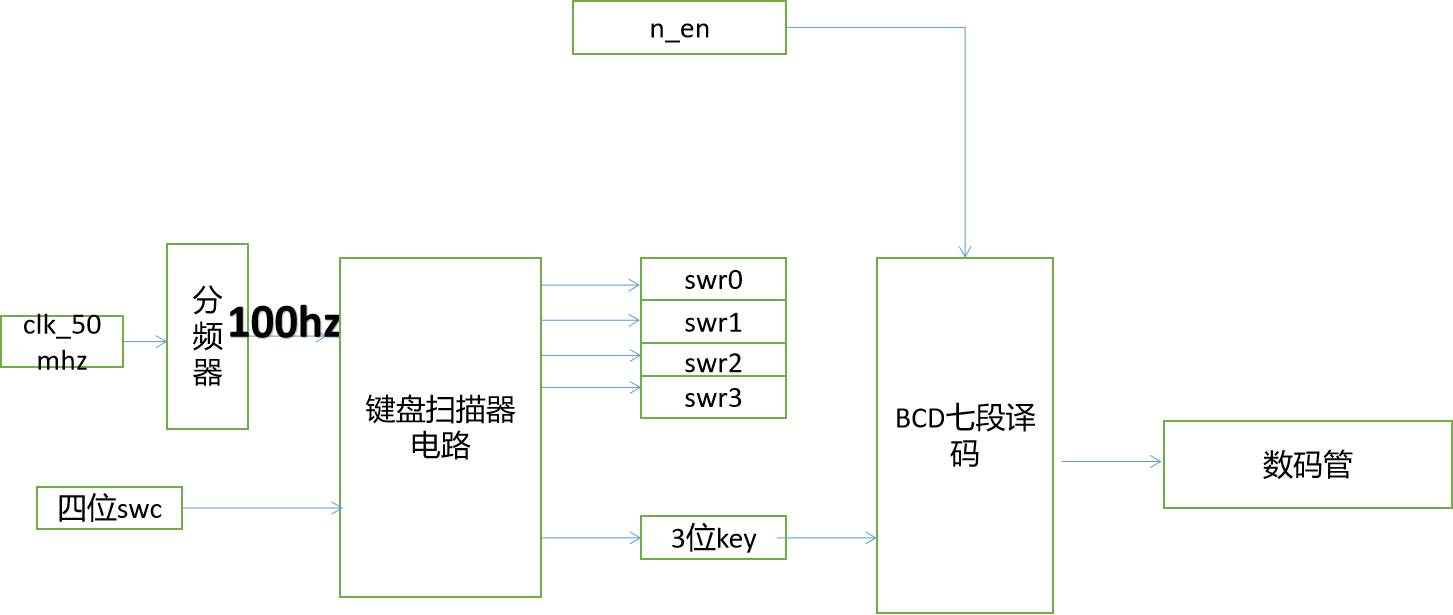 n_en
clk_50
mhz
分
频
器
100hz
四位swc
键盘扫描器
电路
swr0
swr1
swr2
swr3
3位key
BCD七段译
码
数码管